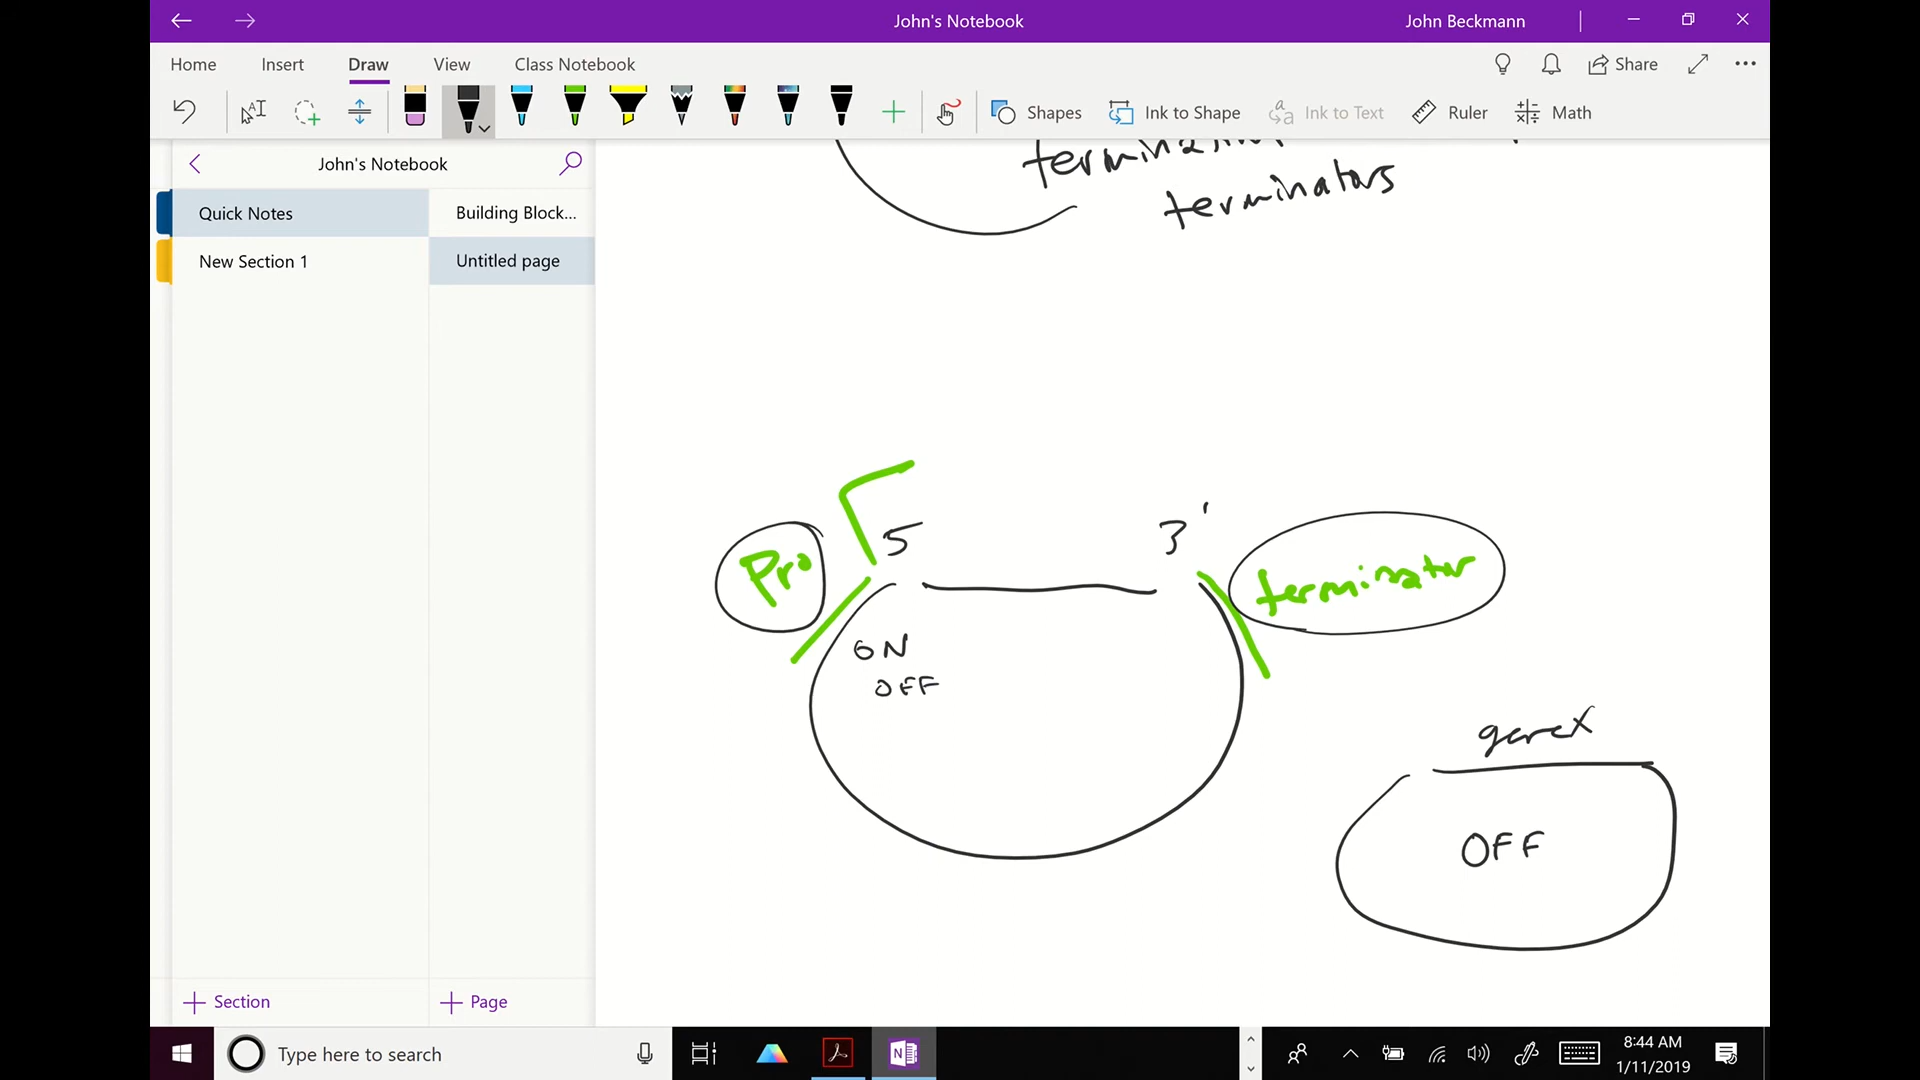 John's Notebook
John Beckmann
Home Insert Draw View Class Notebook
Share
Shapes Ink to Shape Ink to Text Ruler Math
John's Notebook
Quick Notes
New Section 1
Building Block...
Untitled page
Section
Page
terminators
5
3'
Pro
terminator
ON
OFF
OFF
Type here to search
8:44 AM
1/11/2019